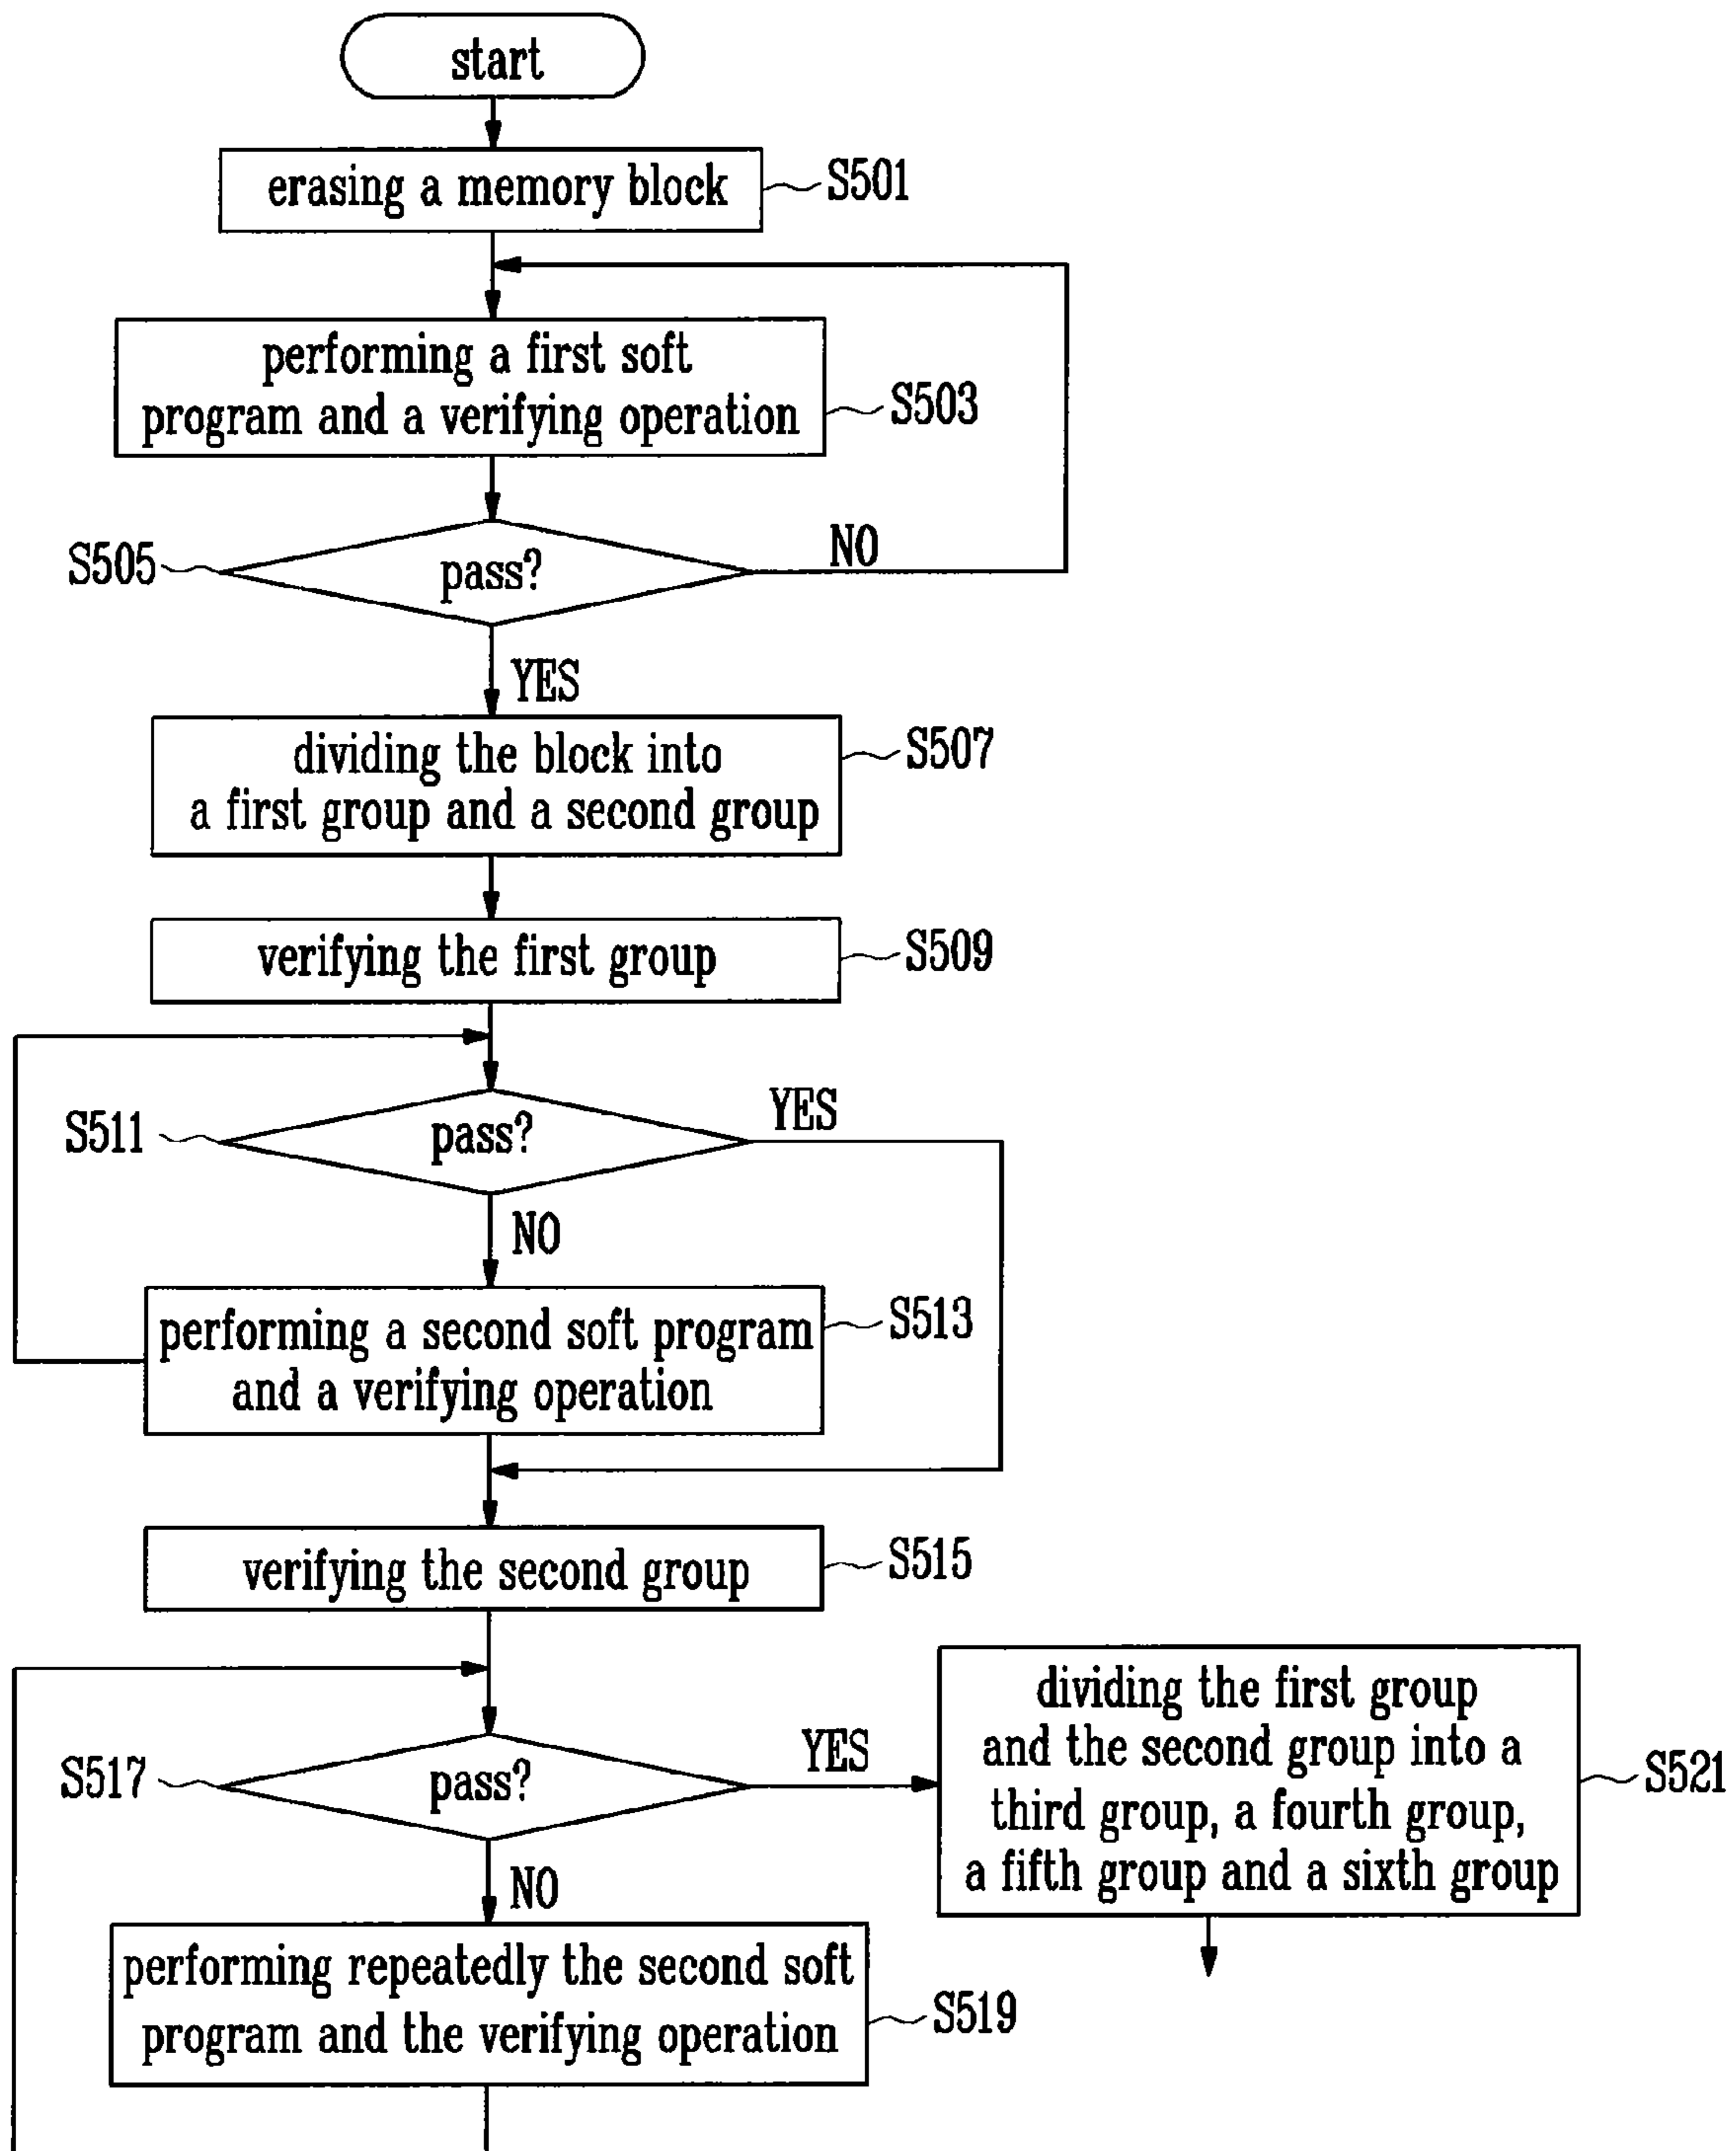 start
erasing a memory block
S501
performing a first soft
program and a verifying operation
S503
S505
pass?
NO
YES
dividing the block into
a first group and a second group
S507
verifying the first group
S509
S511
pass?
YES
NO
performing a second soft program
and a verifying operation
S513
verifying the second group
S515
S517
pass?
YES
NO
dividing the first group
and the second group into a
third group, a fourth group,
a fifth group and a sixth group
S521
performing repeatedly the second soft
program and the verifying operation
S519